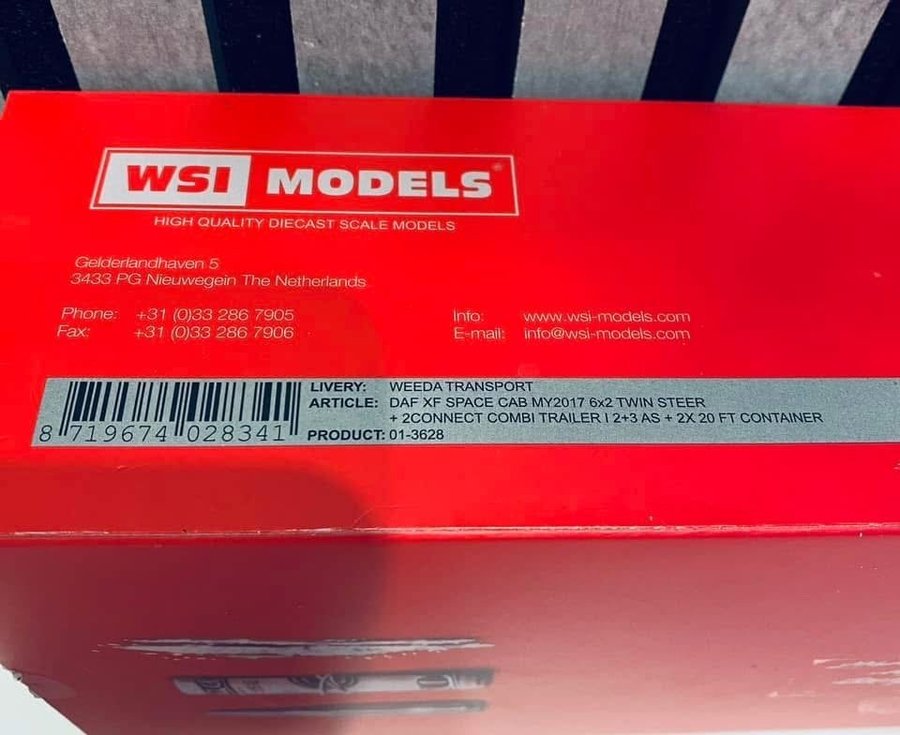 WSI MODELS®
HIGH QUALITY DIECAST SCALE MODELS
Gelderlandhaven 5
3433 PG Nieuwegein The Netherlands
Phone: +31 (0)33 286 7905
Fax: +31 (0)33 286 7906
Info: www.wsi-models.com
E-mail: info@wsi-models.com
8 719674 028341
LIVERY: WEEDA TRANSPORT
ARTICLE: DAF XF SPACE CAB MY2017 6x2 TWIN STEER
+ 2CONNECT COMBI TRAILER | 2+3 AS + 2X 20 FT CONTAINER
PRODUCT: 01-3628